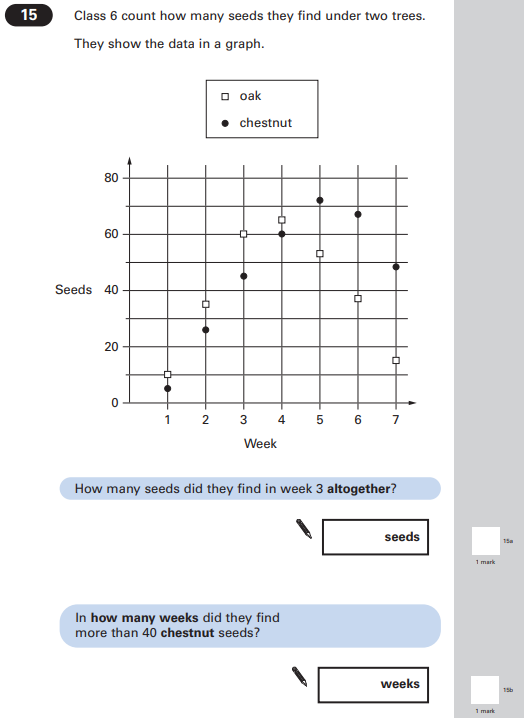 15
Class 6 count how many seeds they find under two trees.
They show the data in a graph.
oak
chestnut
80
60
Seeds 40
20
0
1 2 3 4 5 6 7
Week
How many seeds did they find in week 3 altogether?
seeds
15a
1 mark
In how many weeks did they find
more than 40 chestnut seeds?
weeks
15b
1 mark